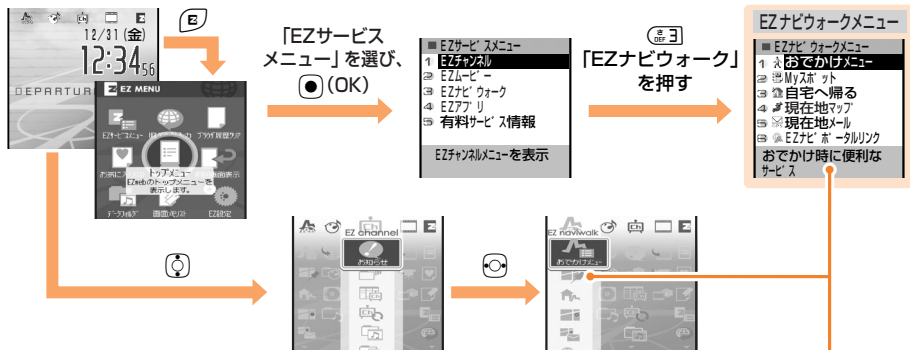 12/31(金)
12:34 56
DEPARTUR
EZ MENU
EZサービスメニュー
トップメニュー
EZwebのトップメニューを
表示します。
データフォルダ
画面メモリスト
EZ設定
「EZサービス
メニュー」を選び、
(OK)
EZサービスメニュー
1 EZチャンネル
2 EZムービー
3 EZナビウォーク
4 EZアプリ
5 有料サービス情報
EZチャンネルメニューを表示
# DEF 3
「EZナビウォーク」
を押す
EZナビウォークメニュー
EZナビウォークメニュー
1 おでかけメニュー
2 Myスポット
3 自宅へ帰る
4 現在地マップ
5 現在地メール
6 EZナビポータルリンク
おでかけ時に便利な
サービス
EZ channel
お知らせ
EZ naviwalk
おでかけメニュー